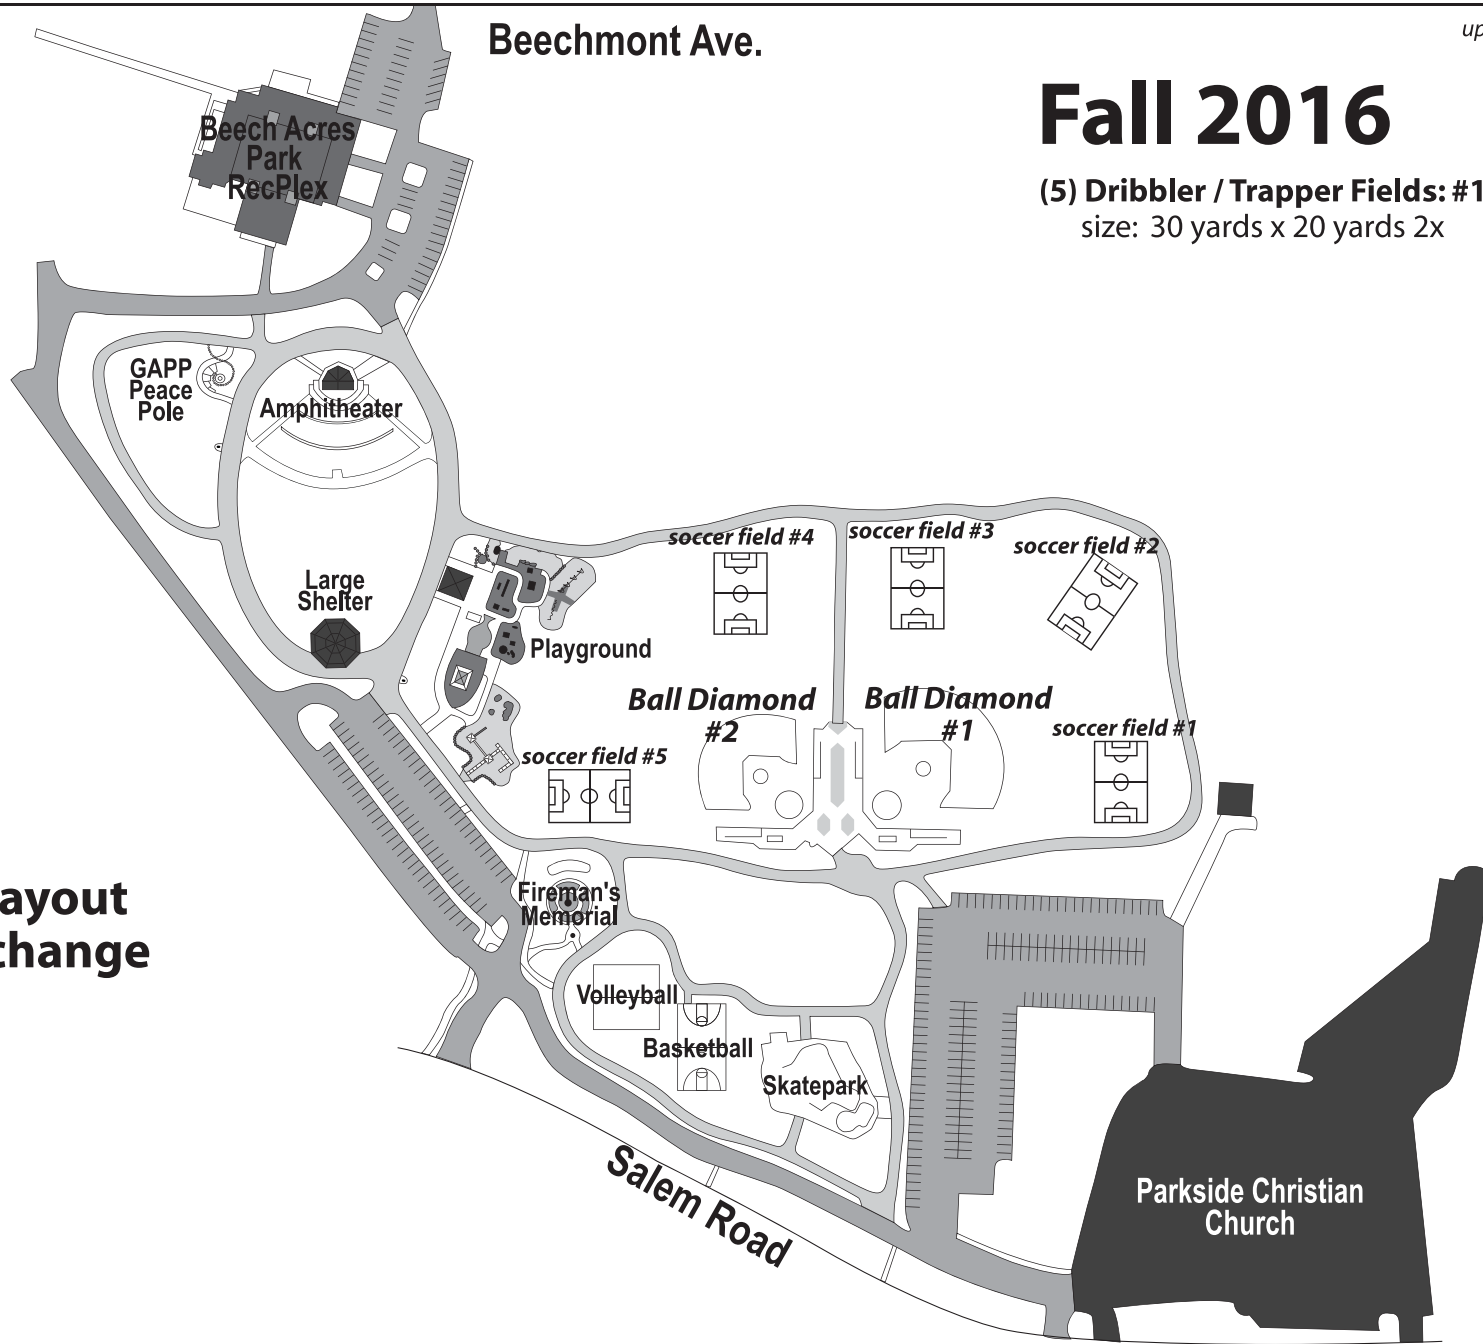 Beechmont Ave.
up
Fall 2016
(5) Dribbler / Trapper Fields: #1
size: 30 yards x 20 yards 2x
Beech Acres
Park
RecPlex
GAPP
Peace
Pole
Amphitheater
Large
Shelter
Playground
soccer field #4
soccer field #3
soccer field #2
Ball Diamond
#2
Ball Diamond
#1
soccer field #1
soccer field #5
ayout
change
Fireman's
Memorial
Volleyball
Basketball
Skatepark
Salem Road
Parkside Christian
Church